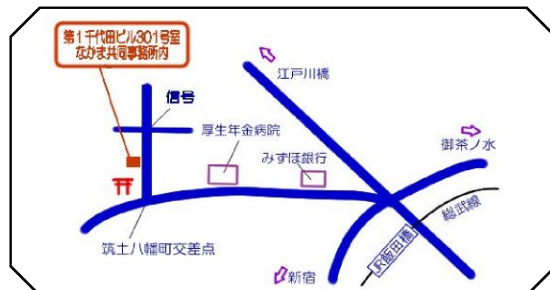 第1千代田ビル301号室
なかま共同事務所内
江戸川橋
信号
厚生年金病院
御茶ノ水
みずほ銀行
総武線
JR飯田橋
筑土八幡町交差点
新宿